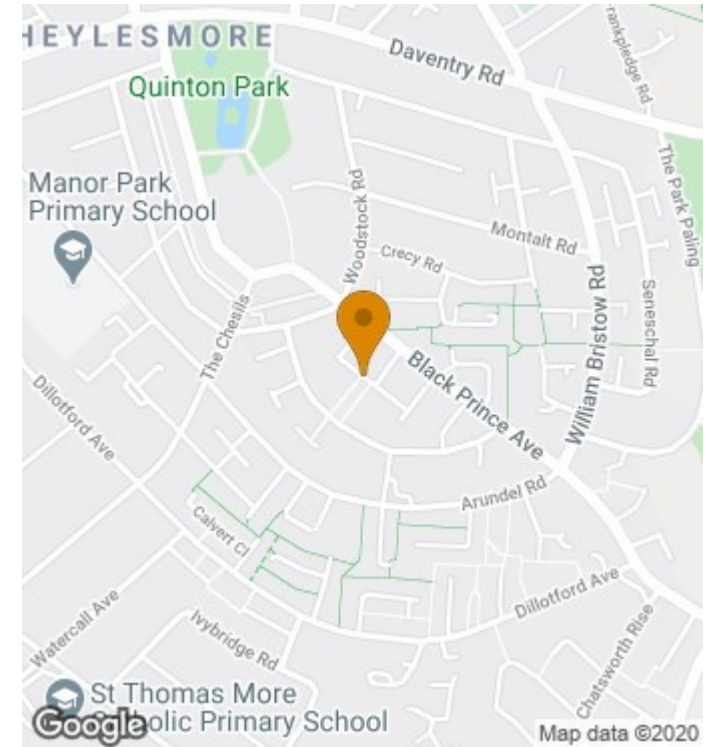 HEYLESMORE
Daventry Rd
rankpledge Rd
Quinton Park
The Park Paling
Manor Park
Primary School
Woodstock Rd
Montalt Rd
Crecy Rd
Seneschal Rd
The Chesils
William Bristow Rd
Black Prince Ave
Dillotford Ave
Arundel Rd
Calvert Cl
Dillotford Ave
Watercall Ave
Ivybridge Rd
Chatsworth Rise
St Thomas More
Catholic Primary School
Google
Map data ©2020